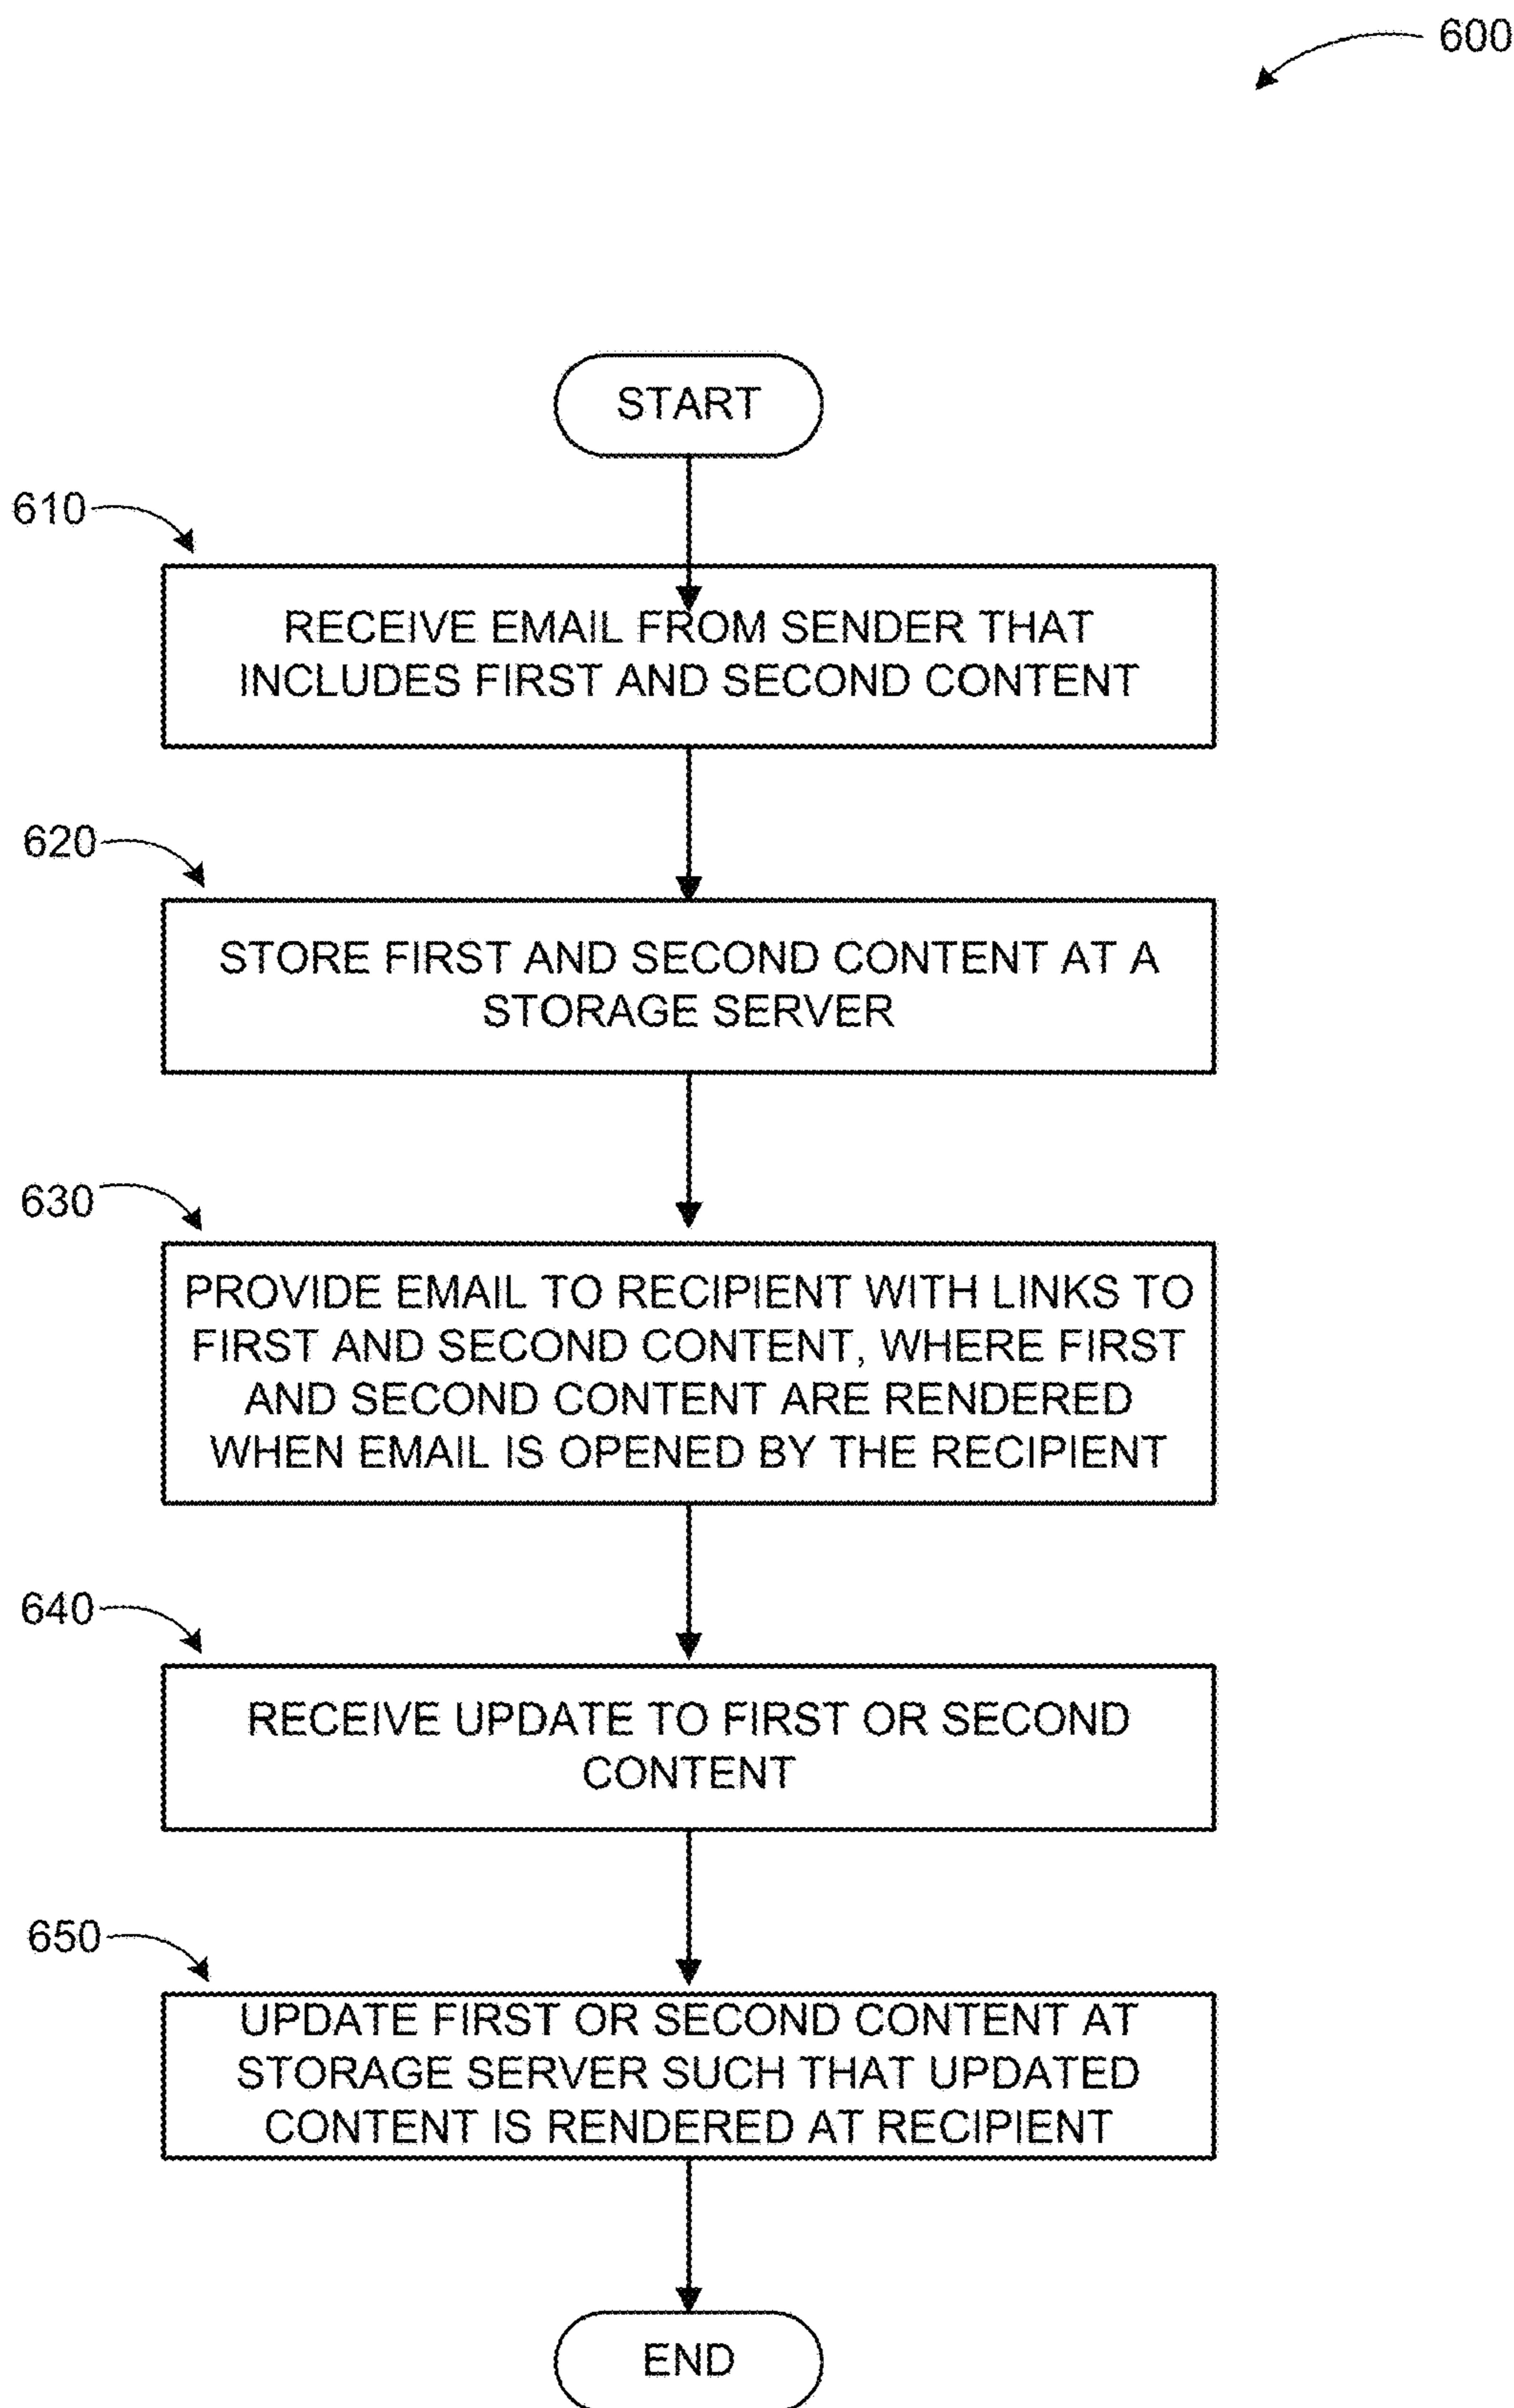 600
START
610
RECEIVE EMAIL FROM SENDER THAT
INCLUDES FIRST AND SECOND CONTENT
620
STORE FIRST AND SECOND CONTENT AT A
STORAGE SERVER
630
PROVIDE EMAIL TO RECIPIENT WITH LINKS TO
FIRST AND SECOND CONTENT, WHERE FIRST
AND SECOND CONTENT ARE RENDERED
WHEN EMAIL IS OPENED BY THE RECIPIENT
640
RECEIVE UPDATE TO FIRST OR SECOND
CONTENT
650
UPDATE FIRST OR SECOND CONTENT AT
STORAGE SERVER SUCH THAT UPDATED
CONTENT IS RENDERED AT RECIPIENT
END